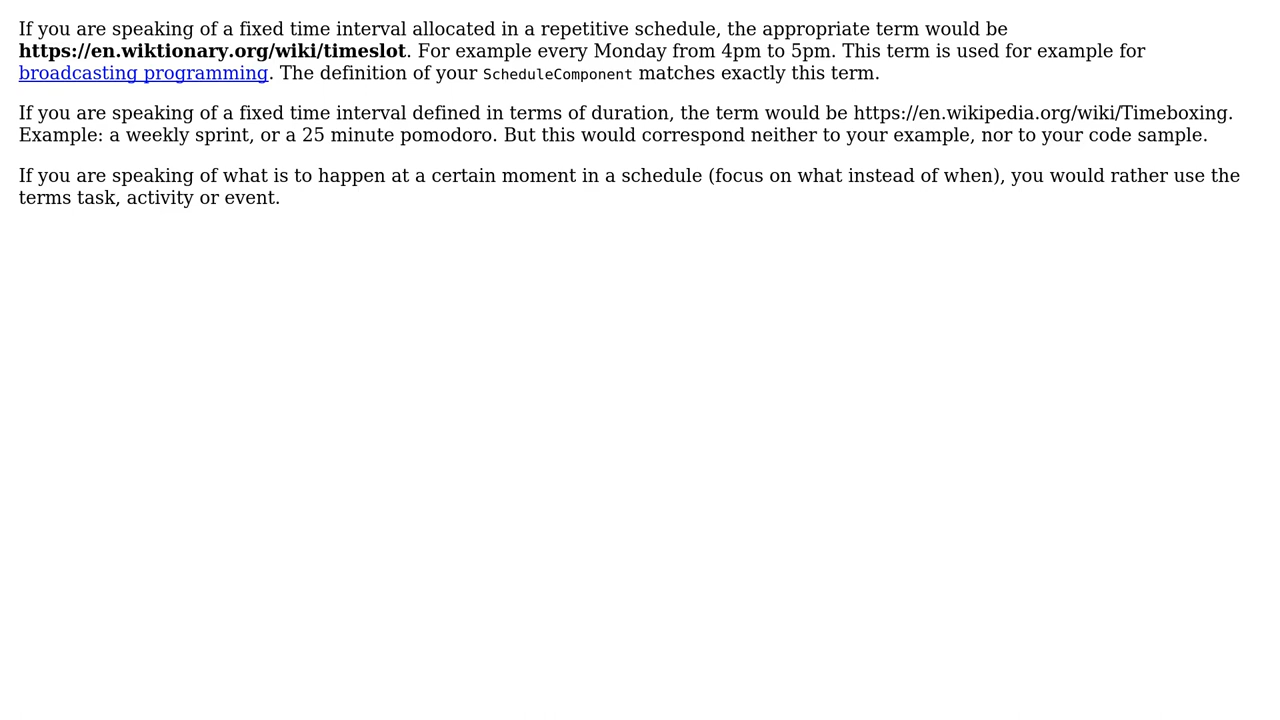 If you are speaking of a fixed time interval allocated in a repetitive schedule, the appropriate term would be
https://en.wiktionary.org/wiki/timeslot. For example every Monday from 4pm to 5pm. This term is used for example for
broadcasting programming. The definition of your ScheduleComponent matches exactly this term.
If you are speaking of a fixed time interval defined in terms of duration, the term would be https://en.wikipedia.org/wiki/Timeboxing.
Example: a weekly sprint, or a 25 minute pomodoro. But this would correspond neither to your example, nor to your code sample.
If you are speaking of what is to happen at a certain moment in a schedule (focus on what instead of when), you would rather use the
terms task, activity or event.